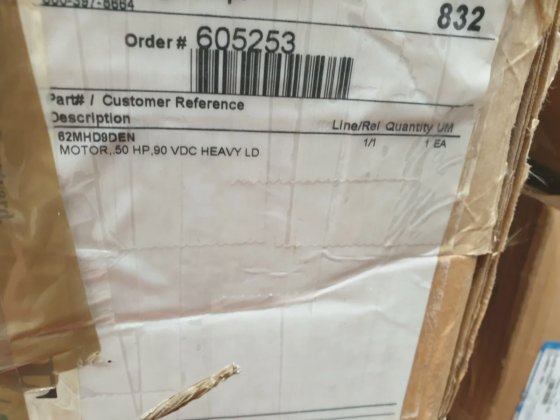 832
Order # 605253
Part# / Customer Reference
Description
Line/Rel Quantity UM
62MHD9DEN
1/1 1 EA
MOTOR,.50 HP,90 VDC HEAVY LD